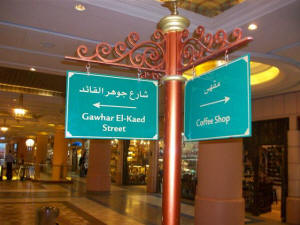 شارع جوهر القائد
Gawhar El-Kaed
Street
مقهى
Coffee Shop